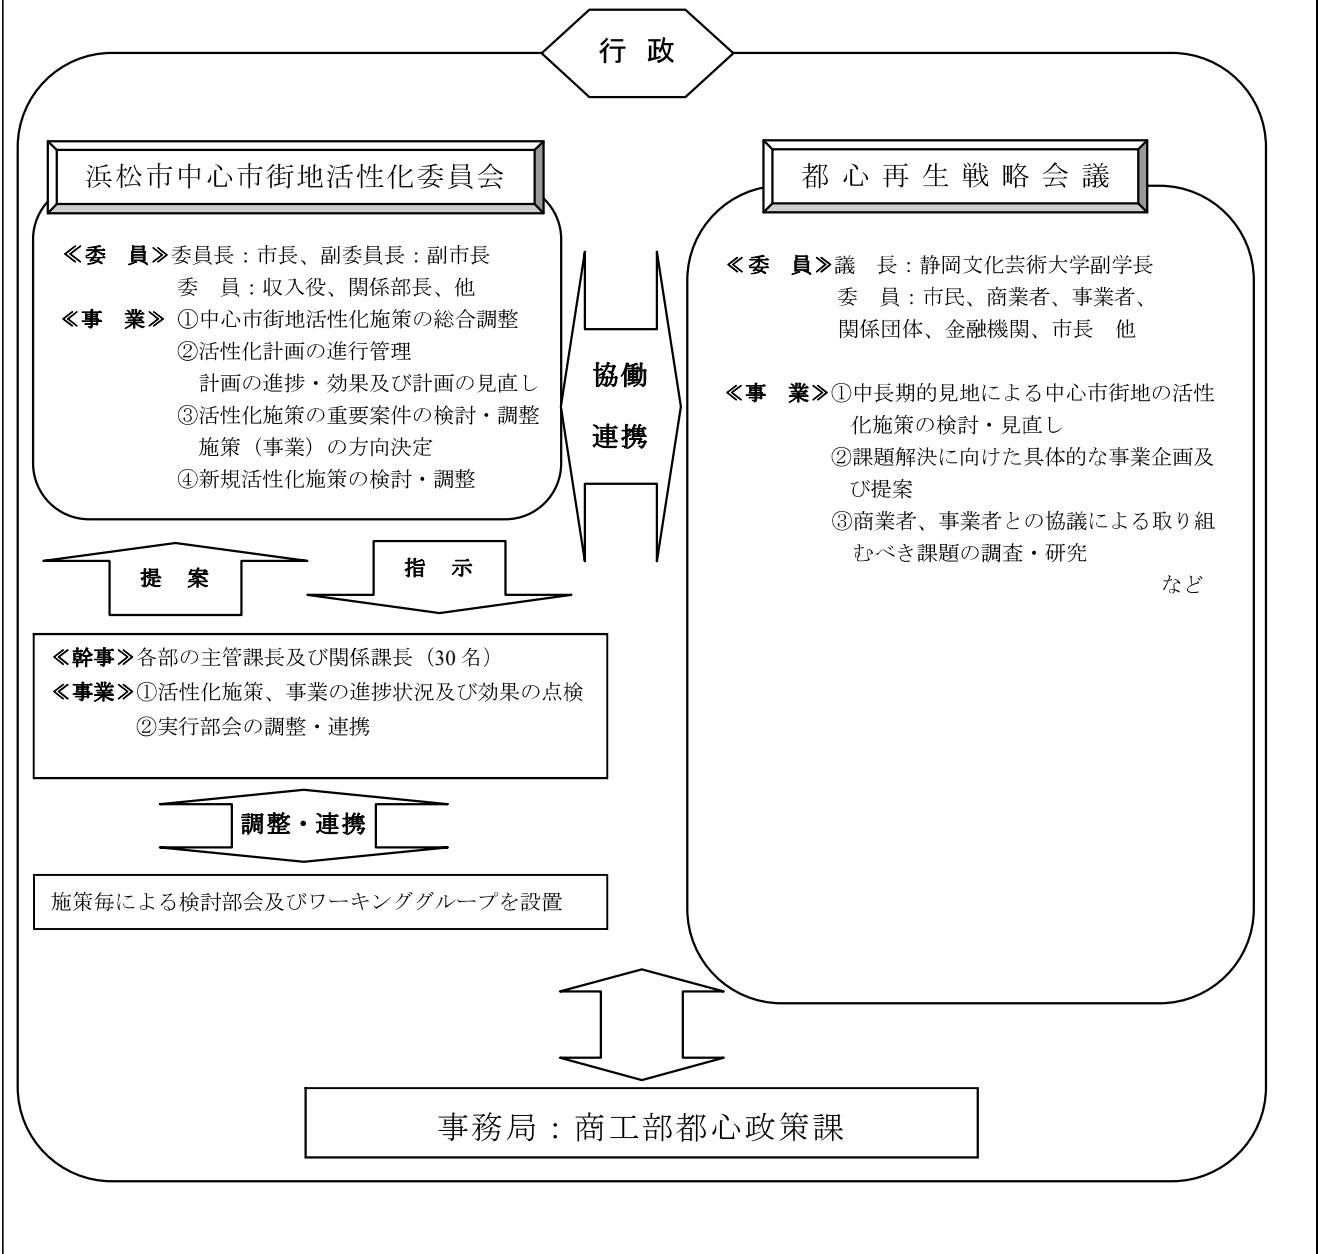 行 政
浜松市中心市街地活性化委員会
≪委　員≫委員長：市長、副委員長：副市長
委　員：収入役、関係部長、他
≪事　業≫ ①中心市街地活性化施策の総合調整
②活性化計画の進行管理
計画の進捗・効果及び計画の見直し
③活性化施策の重要案件の検討・調整
施策（事業）の方向決定
④新規活性化施策の検討・調整
協働
連携
都心再生戦略会議
≪委　員≫議　長：静岡文化芸術大学副学長
委　員：市民、商業者、事業者、
関係団体、金融機関、市長　他
≪事　業≫①中長期的見地による中心市街地の活性
化施策の検討・見直し
②課題解決に向けた具体的な事業企画及
び提案
③商業者、事業者との協議による取り組
むべき課題の調査・研究
など
提　案
指　示
≪幹事≫各部の主管課長及び関係課長（30 名）
≪事業≫①活性化施策、事業の進捗状況及び効果の点検
②実行部会の調整・連携
調整・連携
施策毎による検討部会及びワーキンググループを設置
事務局：商工部都心政策課